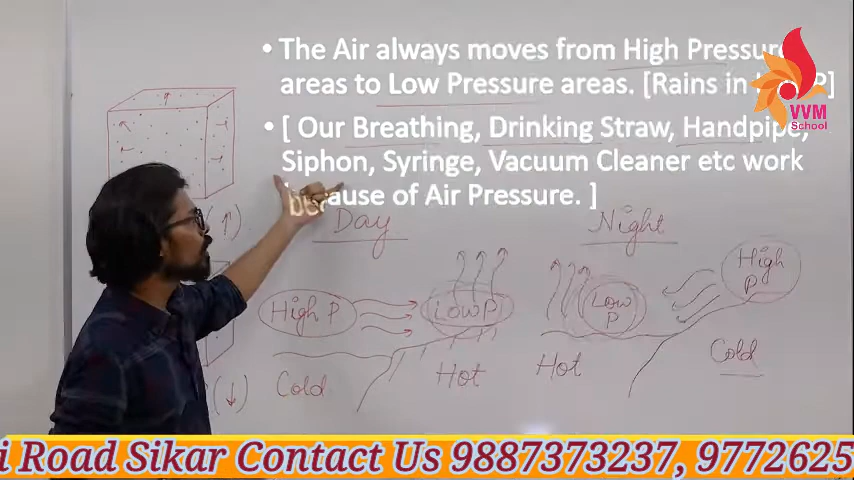 • The Air always moves from High Pressure
areas to Low Pressure areas. [Rains in P]
• [ Our Breathing, Drinking Straw, Handpipe,
Siphon, Syringe, Vacuum Cleaner etc work
because of Air Pressure. ]
VVM
School
(↑)
Day
Night
High P
Low P
Low
P
High
P
Cold
Hot
Hot
Cold
(↓)
i Road Sikar Contact Us 9887373237, 9772625